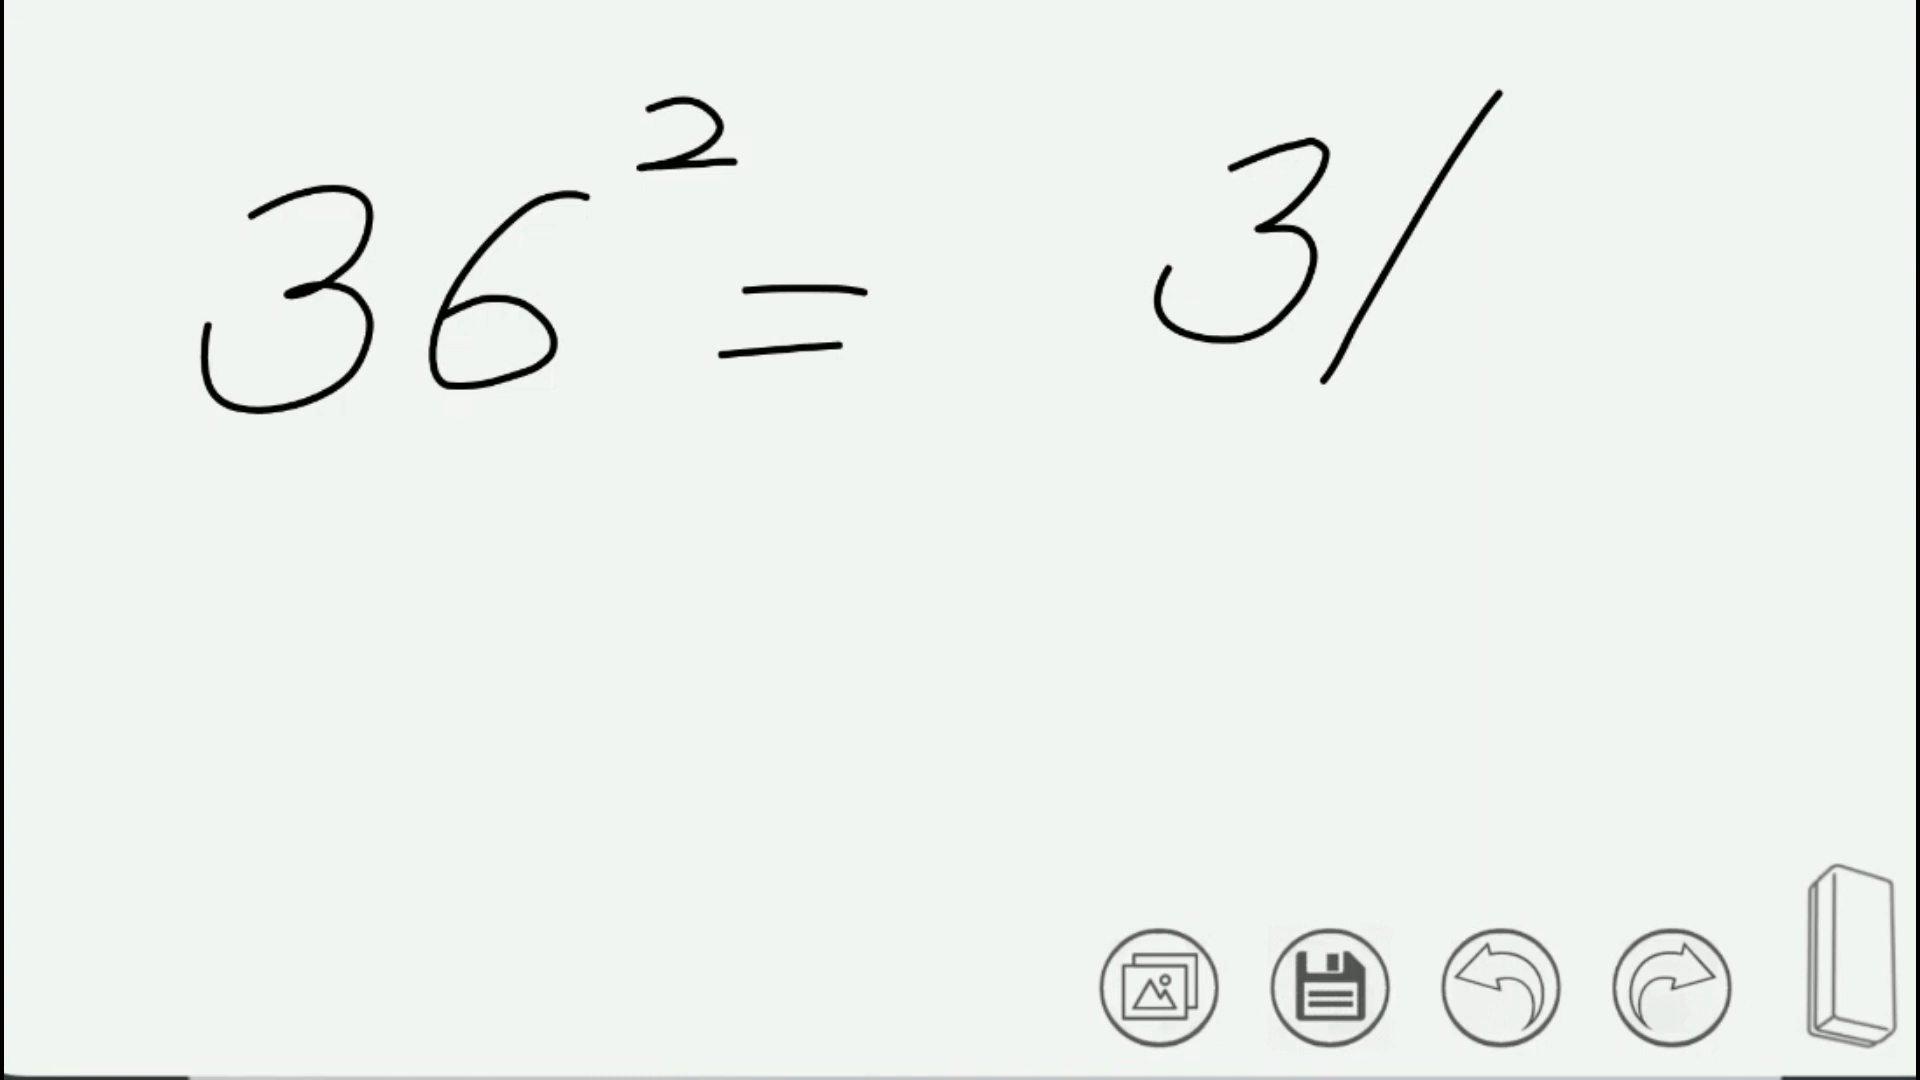 36² = 3/